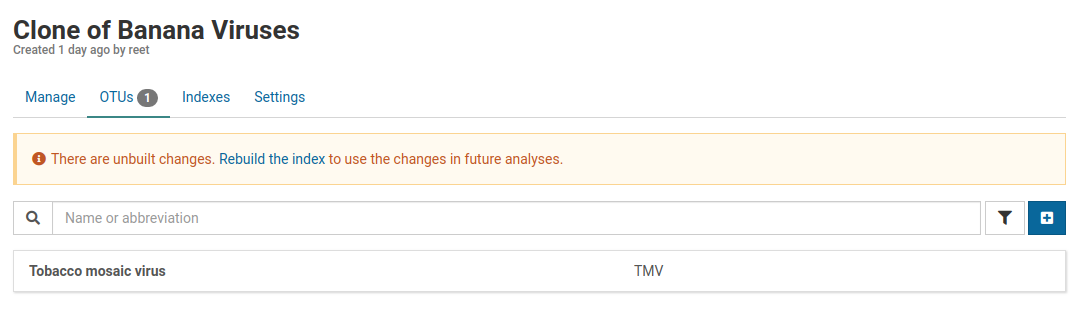 Clone of Banana Viruses
Created 1 day ago by reet
Manage OTUs 1 Indexes Settings
There are unbuilt changes. Rebuild the index to use the changes in future analyses.
Name or abbreviation
Tobacco mosaic virus TMV